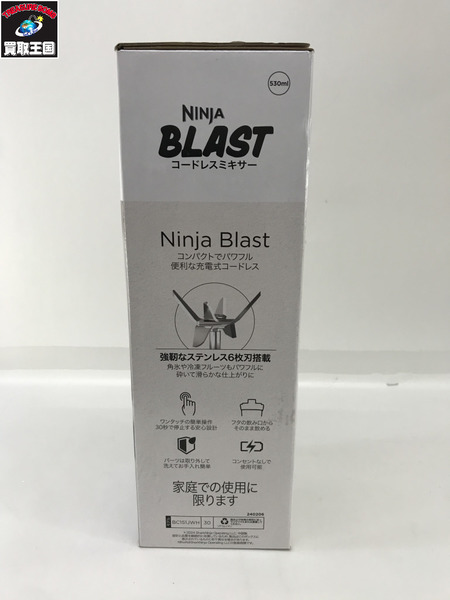 TREASURE KING
買取王国
530ml
NINJA
BLAST
コードレスミキサー
Ninja Blast
コンパクトでパワフル
便利な充電式コードレス
強靭なステンレス6枚刃搭載
角氷や冷凍フルーツもパワフルに
砕いて滑らかな仕上がりに
ワンタッチの簡単操作
30秒で停止する安心設計
フタの飲み口から
そのまま飲める
パーツは取り外して
洗えてお手入れ簡単
コンセントなしで
使用可能
家庭での使用に
限ります
240206
BC151JWH
30